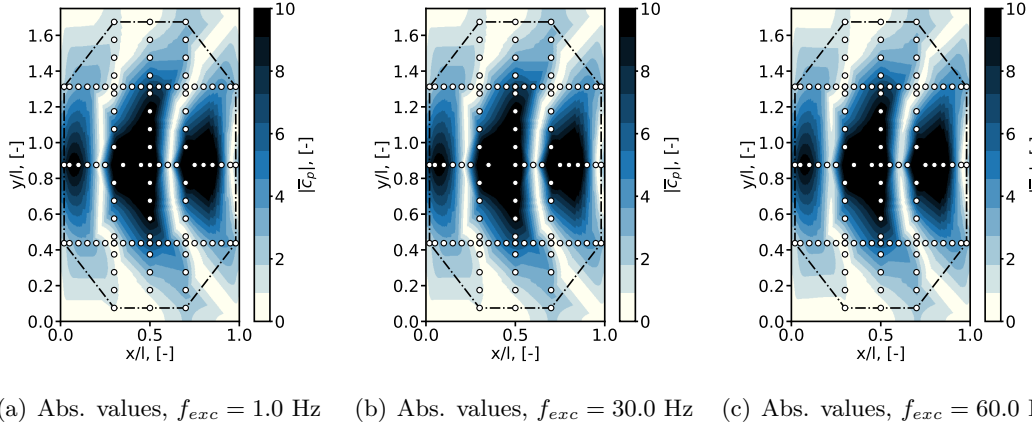 10 10 10
1.6 1.6 1.6
8 8 8
1.4 1.4 1.4
1.2 1.2 1.2
6 6 6
y/l, [-] 1.0 |c̅p|, [-] y/l, [-] 1.0 |c̅p|, [-] y/l, [-] 1.0
0.8 0.8 0.8
4 4 4
0.6 0.6 0.6
0.4 0.4 0.4
2 2 2
0.2 0.2 0.2
0.0 0 0.0 0 0.0 0
0.0 0.5 1.0 0.0 0.5 1.0 0.0 0.5 1.0
x/l, [-] x/l, [-] x/l, [-]
a) Abs. values, f_exc = 1.0 Hz (b) Abs. values, f_exc = 30.0 Hz (c) Abs. values, f_exc = 60.0